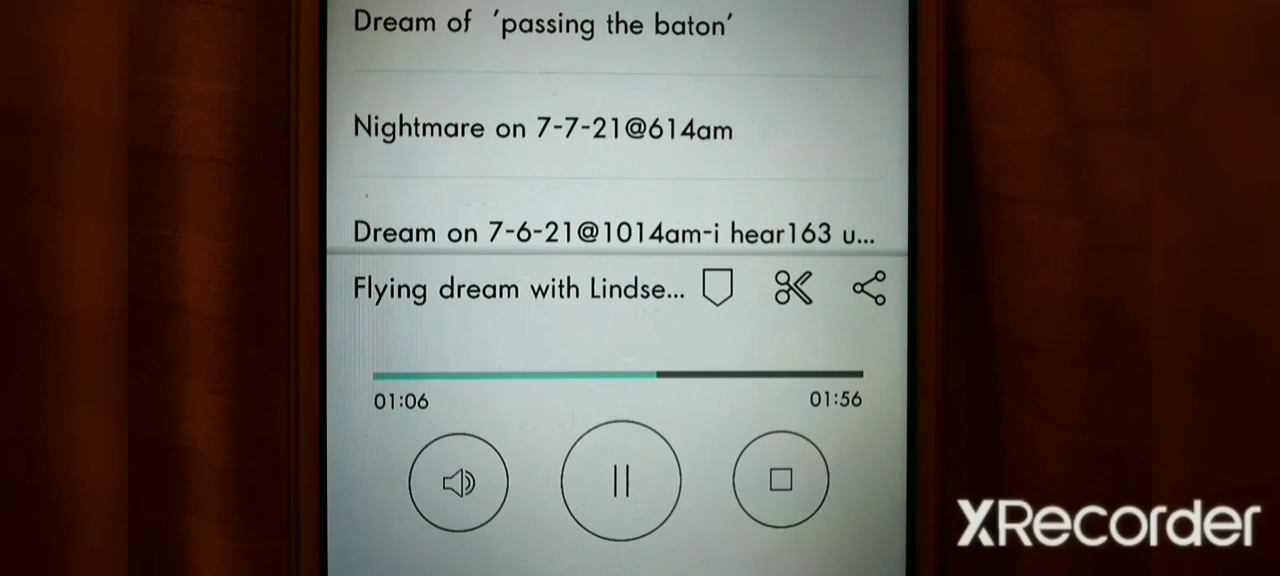 Dream of 'passing the baton'
Nightmare on 7-7-21@614am
Dream on 7-6-21@1014am-i hear163 u...
Flying dream with Lindse...
01:06
01:56
XRecorder